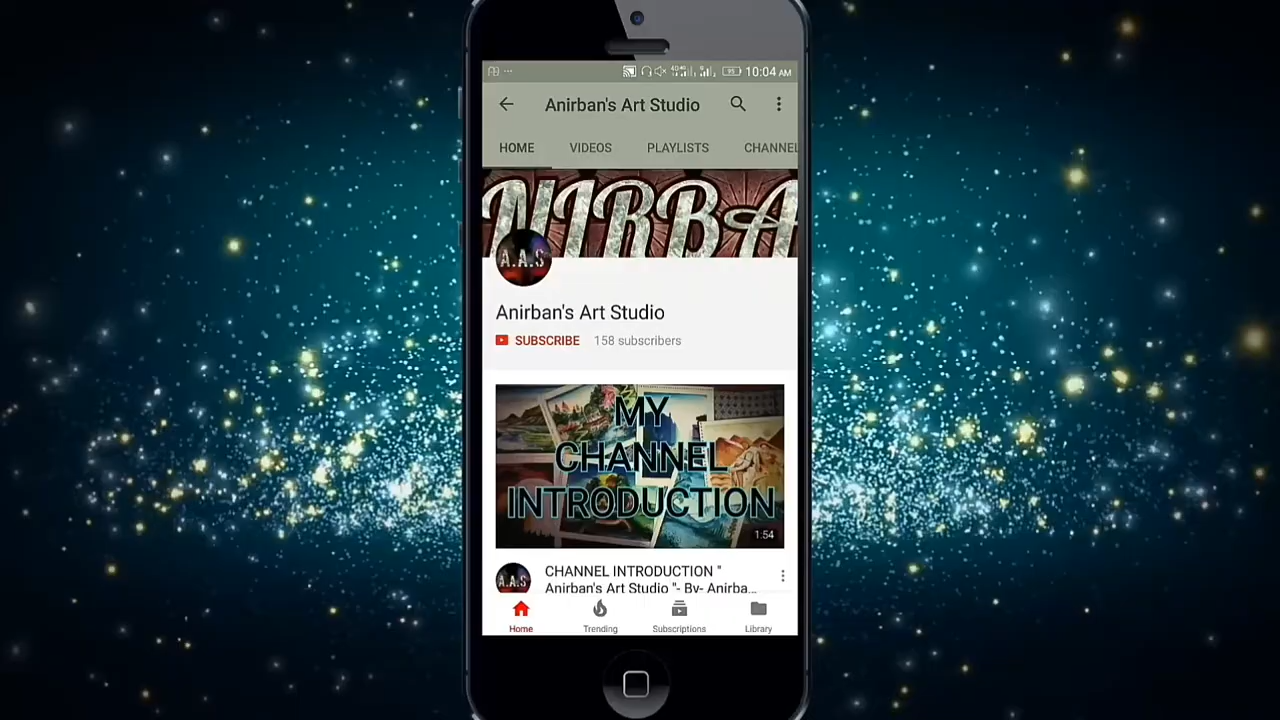 10:04 AM
Anirban's Art Studio
HOME VIDEOS PLAYLISTS CHANNEL
NIRBA
A.A.S
Anirban's Art Studio
SUBSCRIBE 158 subscribers
MY
CHANNEL
INTRODUCTION
1:54
A.A.S
CHANNEL INTRODUCTION "
Anirban's Art Studio "- By- Anirba...
Home Trending Subscriptions Library